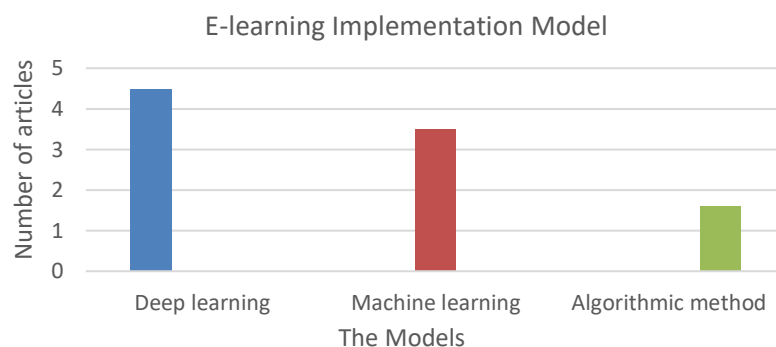 E-learning Implementation Model
Number of articles
5
4
3
2
1
0
Deep learning
Machine learning
Algorithmic method
The Models